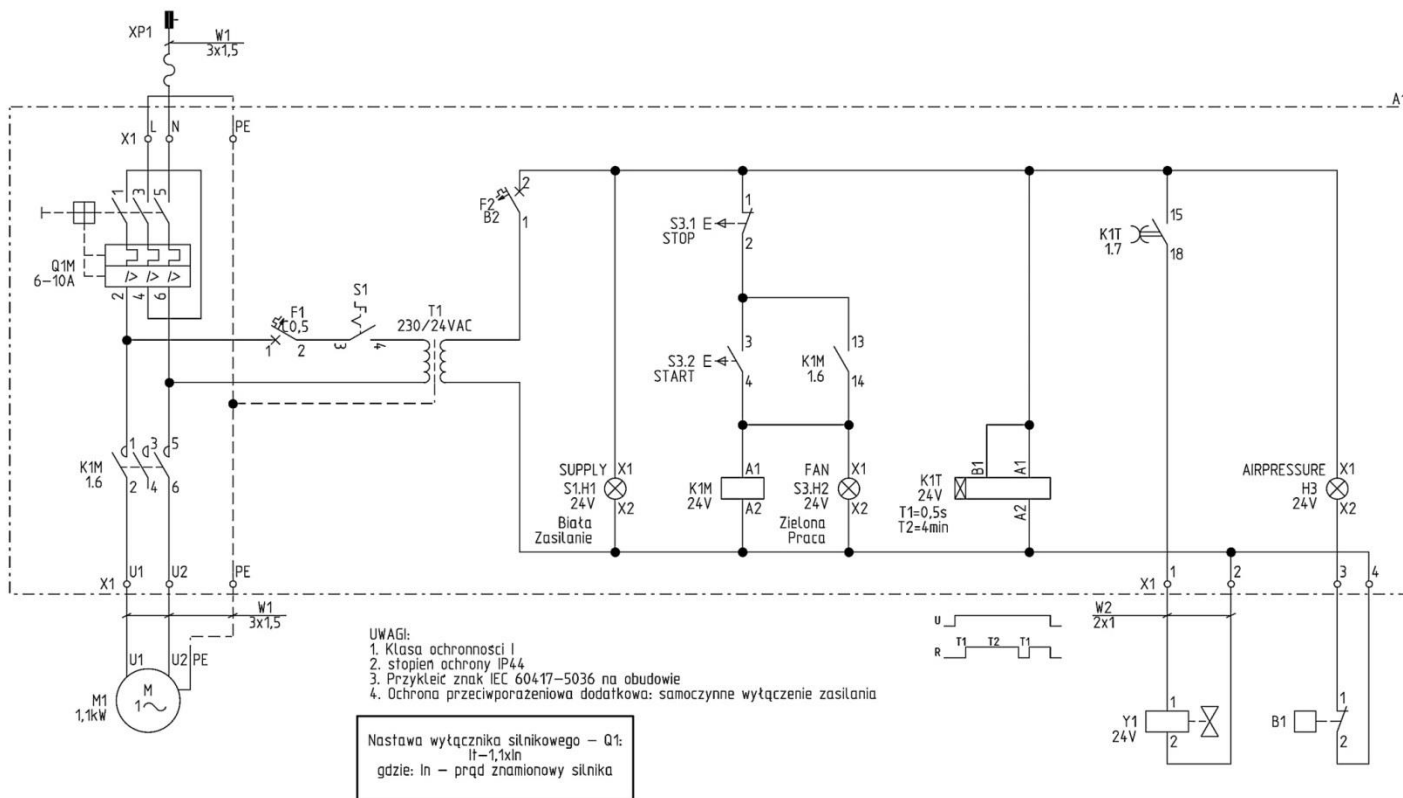 XP1
W1
3x1,5
A1
X1
L
N
PE
1
3
5
Q1M
6-10A
2
4
6
F1
C0,5
1
2
S1
3
4
T1
230/24VAC
2
F2
B2
1
S3.1
STOP
1
2
S3.2
START
3
4
K1M
1.6
13
14
K1T
1.7
15
18
K1M
1.6
1
3
5
2
4
6
SUPPLY
S1.H1
24V
X1
X2
Biała
Zasilanie
K1M
24V
A1
A2
FAN
S3.H2
24V
X1
X2
Zielona
Praca
K1T
24V
T1=0,5s
T2=4min
B1
A1
A2
AIRPRESSURE
H3
24V
X1
X2
X1
U1
U2
PE
W1
3x1,5
U1
U2
PE
M
1~
M1
1,1kW
X1
1
2
3
4
W2
2x1
U
R
T1
T2
T1
Y1
24V
1
2
B1
1
2
UWAGI:
1. Klasa ochronności I
2. stopień ochrony IP44
3. Przykleić znak IEC 60417-5036 na obudowie
4. Ochrona przeciwporażeniowa dodatkowa: samoczynne wyłączenie zasilania
Nastawa wyłącznika silnikowego - Q1:
It-1,1xIn
gdzie: In - prąd znamionowy silnika